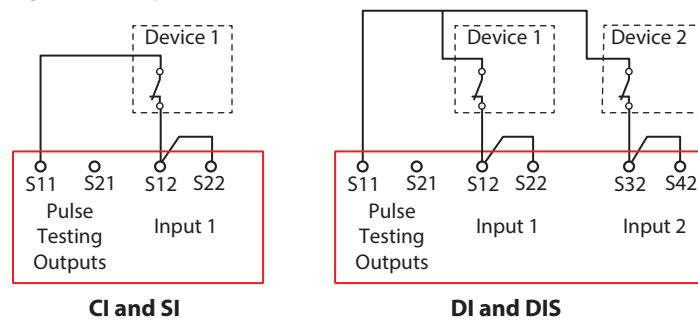 Device 1
S11 S21 S12 S22
Pulse
Testing
Outputs
Input 1
CI and SI
Device 1 Device 2
S11 S21 S12 S22 S32 S42
Pulse
Testing
Outputs
Input 1
Input 2
DI and DIS